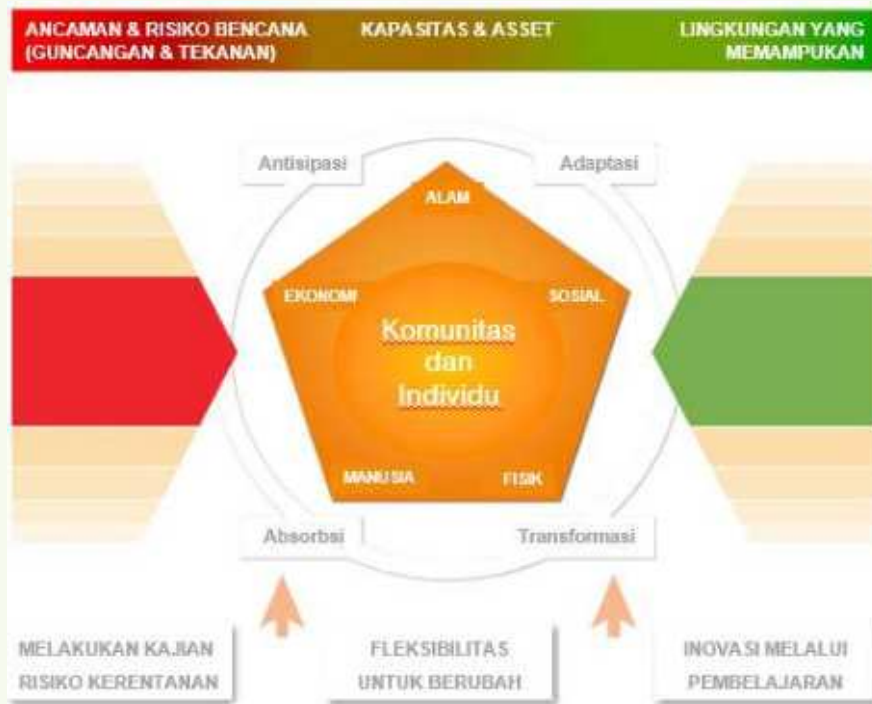 ANCAMAN & RISIKO BENCANA
(GUNCANGAN & TEKANAN)
KAPASITAS & ASSET
LINGKUNGAN YANG
MEMAMPUKAN
Antisipasi
Adaptasi
ALAM
EKONOMI
SOSIAL
Komunitas
dan
Individu
MANUSIA
FISIK
Absorbsi
Transformasi
MELAKUKAN KAJIAN
RISIKO KERENTANAN
FLEKSIBILITAS
UNTUK BERUBAH
INOVASI MELALUI
PEMBELAJARAN